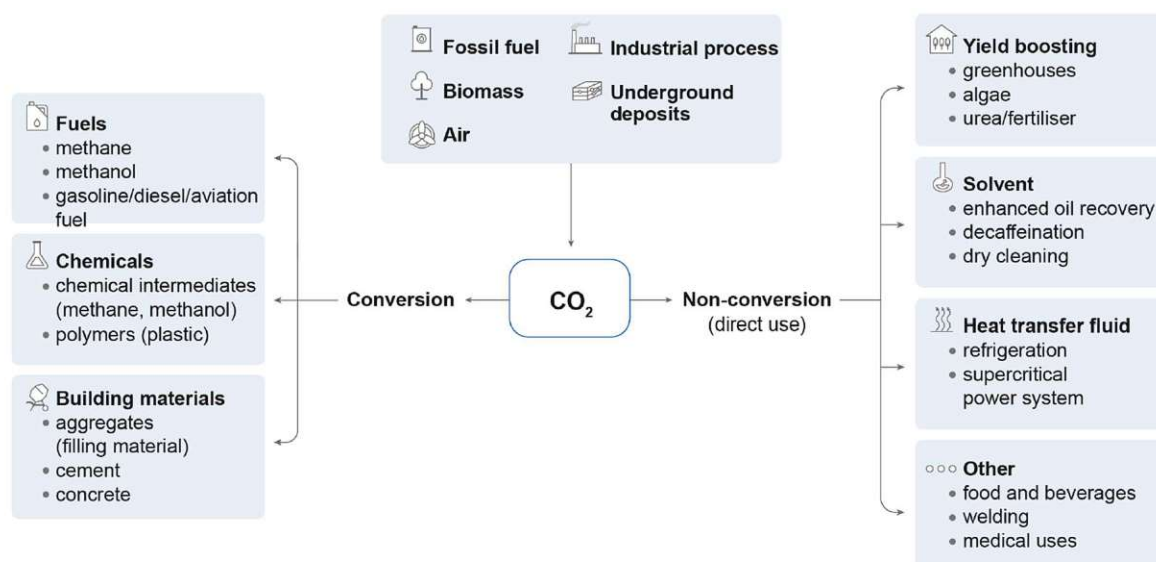 Fossil fuel
Industrial process
Biomass
Underground
deposits
Air
Fuels
• methane
• methanol
• gasoline/diesel/aviation
fuel
Chemicals
• chemical intermediates
(methane, methanol)
• polymers (plastic)
Building materials
• aggregates
(filling material)
• cement
• concrete
Conversion
CO₂
Non-conversion
(direct use)
Yield boosting
• greenhouses
• algae
• urea/fertiliser
Solvent
• enhanced oil recovery
• decaffeination
• dry cleaning
Heat transfer fluid
• refrigeration
• supercritical
power system
Other
• food and beverages
• welding
• medical uses